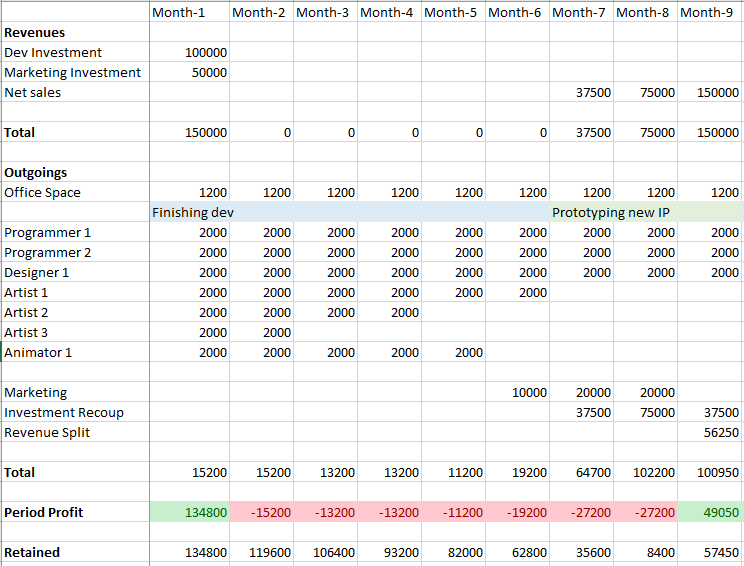 Month-1 Month-2 Month-3 Month-4 Month-5 Month-6 Month-7 Month-8 Month-9
Revenues
Dev Investment 100000
Marketing Investment 50000
Net sales 37500 75000 150000
Total 150000 0 0 0 0 0 37500 75000 150000
Outgoings
Office Space 1200 1200 1200 1200 1200 1200 1200 1200 1200
Finishing dev Prototyping new IP
Programmer 1 2000 2000 2000 2000 2000 2000 2000 2000 2000
Programmer 2 2000 2000 2000 2000 2000 2000 2000 2000 2000
Designer 1 2000 2000 2000 2000 2000 2000 2000 2000 2000
Artist 1 2000 2000 2000 2000 2000 2000
Artist 2 2000 2000 2000 2000
Artist 3 2000 2000
Animator 1 2000 2000 2000 2000 2000
Marketing 10000 20000 20000
Investment Recoup 37500 75000 37500
Revenue Split 56250
Total 15200 15200 13200 13200 11200 19200 64700 102200 100950
Period Profit 134800 -15200 -13200 -13200 -11200 -19200 -27200 -27200 49050
Retained 134800 119600 106400 93200 82000 62800 35600 8400 57450